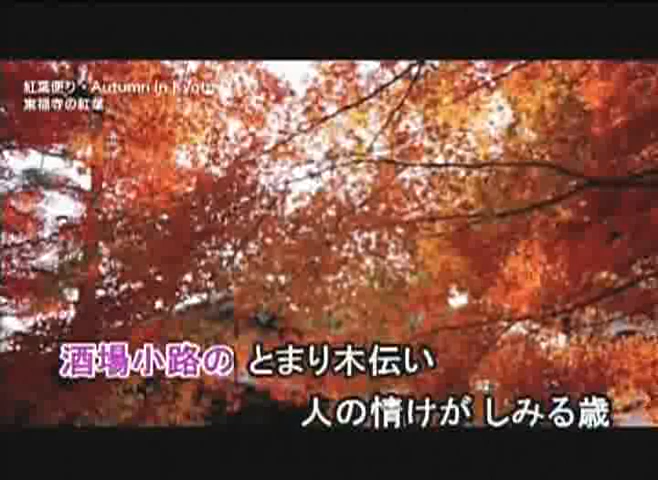 紅葉便り・Autumn in Kyoto
東福寺の紅葉
酒場小路の とまり木伝い
人の情けが しみる歳